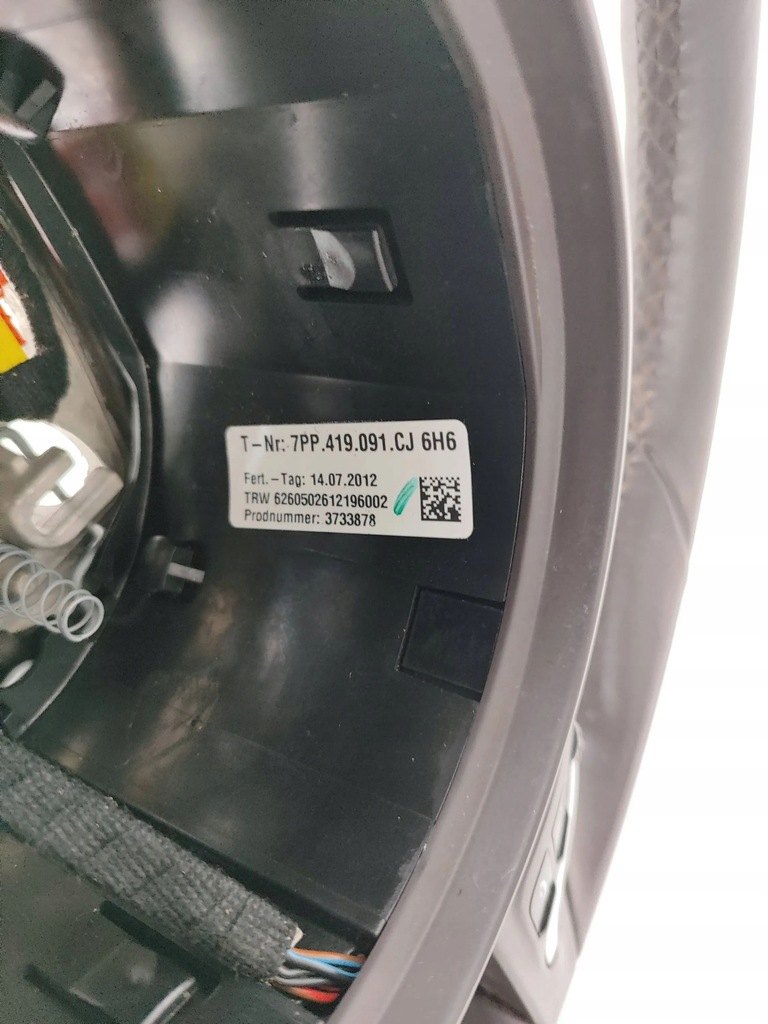 T-Nr: 7PP.419.091.CJ 6H6
Fert.-Tag: 14.07.2012
TRW 6260502612196002
Prodnummer: 3733878